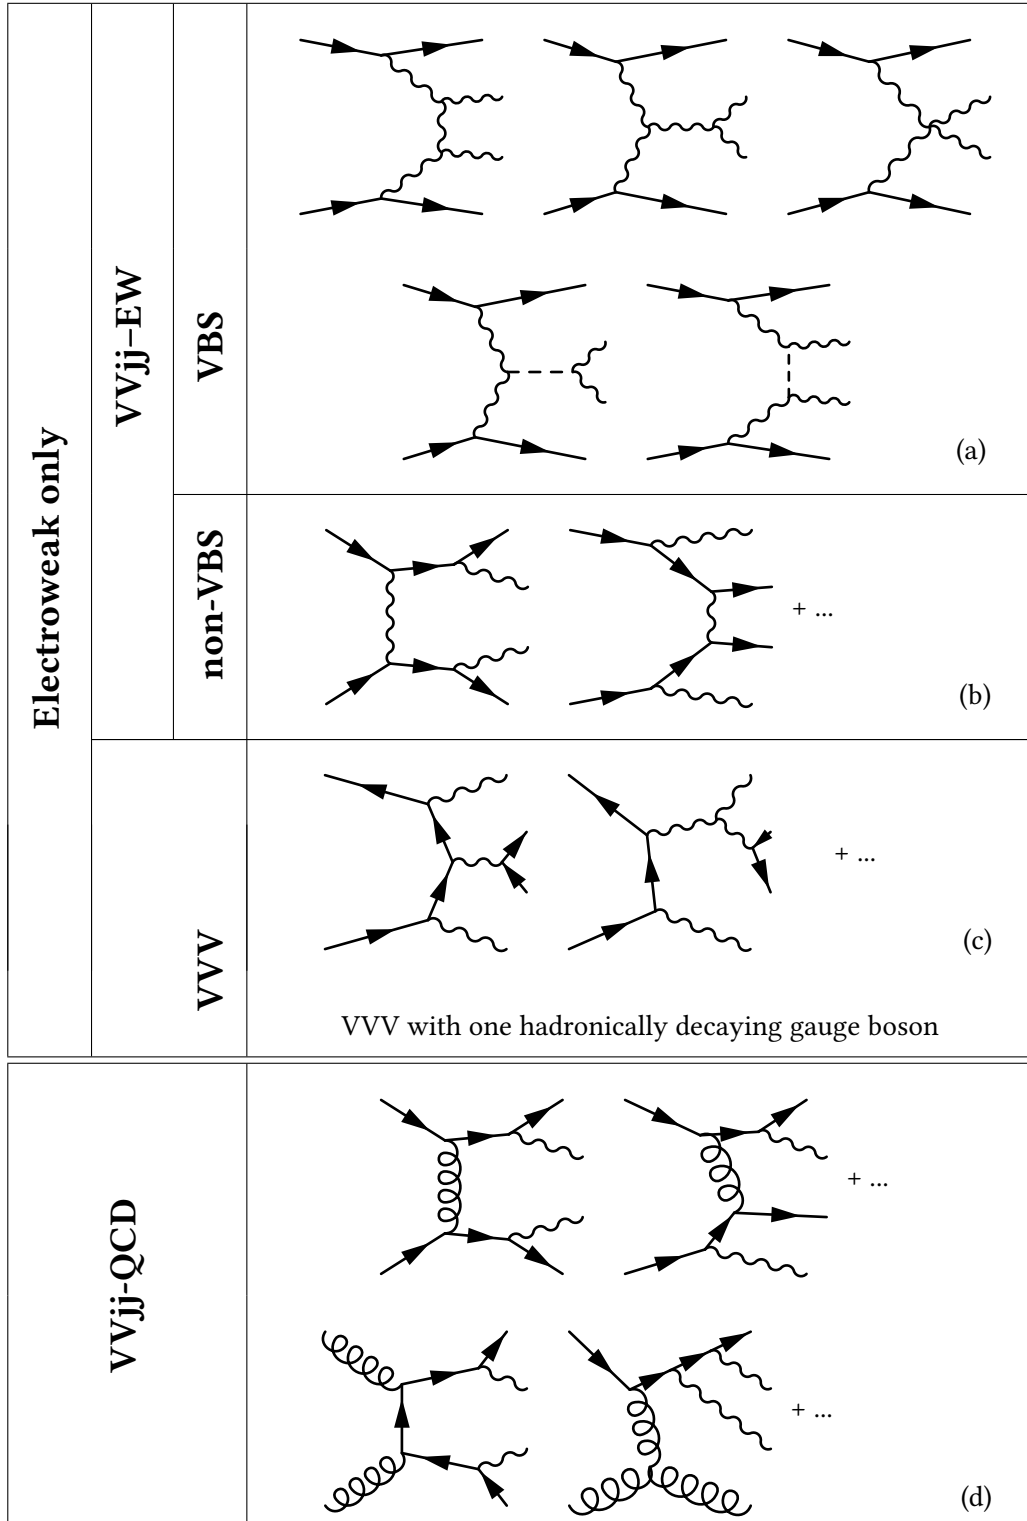 Electroweak only
VVjj–EW
VBS
(a)
non-VBS
+ ...
(b)
VVV
+ ...
(c)
VVV with one hadronically decaying gauge boson
VVjj-QCD
+ ...
+ ...
(d)